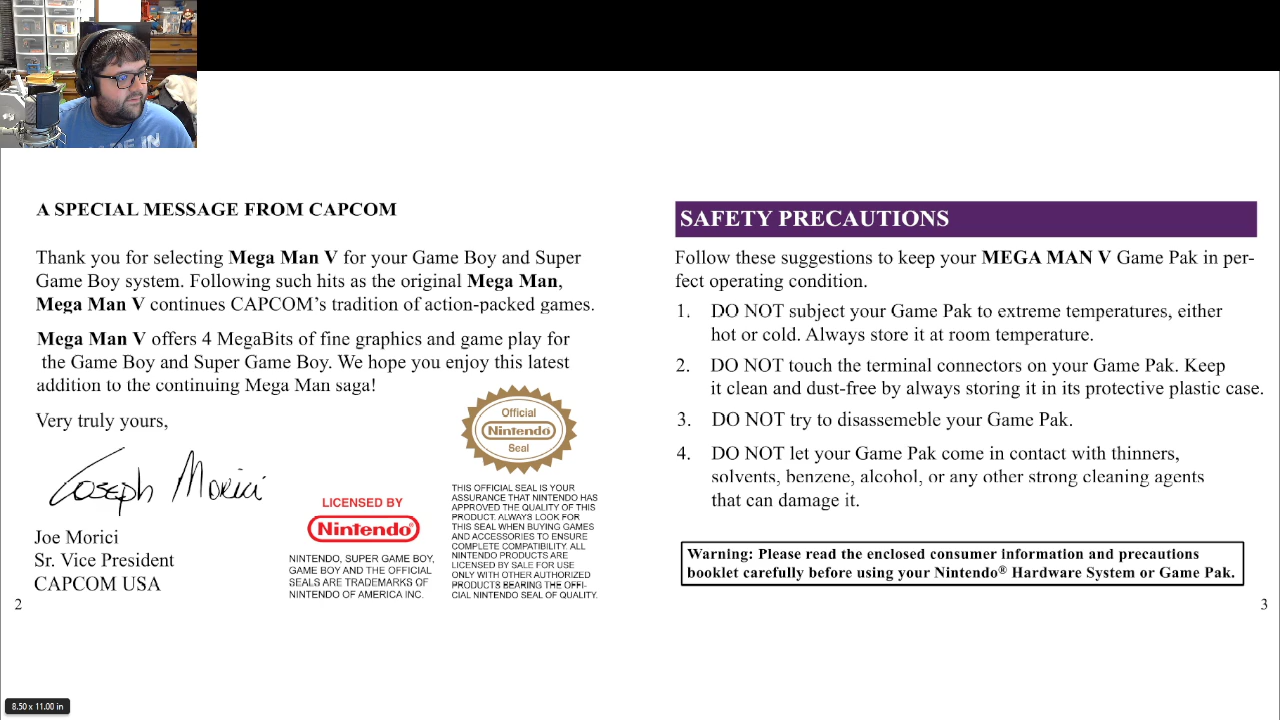 A SPECIAL MESSAGE FROM CAPCOM
Thank you for selecting Mega Man V for your Game Boy and Super
Game Boy system. Following such hits as the original Mega Man,
Mega Man V continues CAPCOM's tradition of action-packed games.
Mega Man V offers 4 MegaBits of fine graphics and game play for
the Game Boy and Super Game Boy. We hope you enjoy this latest
addition to the continuing Mega Man saga!
Very truly yours,
Joseph Morici
Joe Morici
Sr. Vice President
CAPCOM USA
LICENSED BY
Nintendo®
NINTENDO, SUPER GAME BOY,
GAME BOY AND THE OFFICIAL
SEALS ARE TRADEMARKS OF
NINTENDO OF AMERICA INC.
Official
Nintendo
Seal
THIS OFFICIAL SEAL IS YOUR
ASSURANCE THAT NINTENDO HAS
APPROVED THE QUALITY OF THIS
PRODUCT. ALWAYS LOOK FOR
THIS SEAL WHEN BUYING GAMES
AND ACCESSORIES TO ENSURE
COMPLETE COMPATIBILITY. ALL
NINTENDO PRODUCTS ARE
LICENSED BY SALE FOR USE
ONLY WITH OTHER AUTHORIZED
PRODUCTS BEARING THE OFFI-
CIAL NINTENDO SEAL OF QUALITY.
2
SAFETY PRECAUTIONS
Follow these suggestions to keep your MEGA MAN V Game Pak in per-
fect operating condition.
1. DO NOT subject your Game Pak to extreme temperatures, either
hot or cold. Always store it at room temperature.
2. DO NOT touch the terminal connectors on your Game Pak. Keep
it clean and dust-free by always storing it in its protective plastic case.
3. DO NOT try to disassemeble your Game Pak.
4. DO NOT let your Game Pak come in contact with thinners,
solvents, benzene, alcohol, or any other strong cleaning agents
that can damage it.
Warning: Please read the enclosed consumer information and precautions
booklet carefully before using your Nintendo® Hardware System or Game Pak.
3
8.50 x 11.00 in